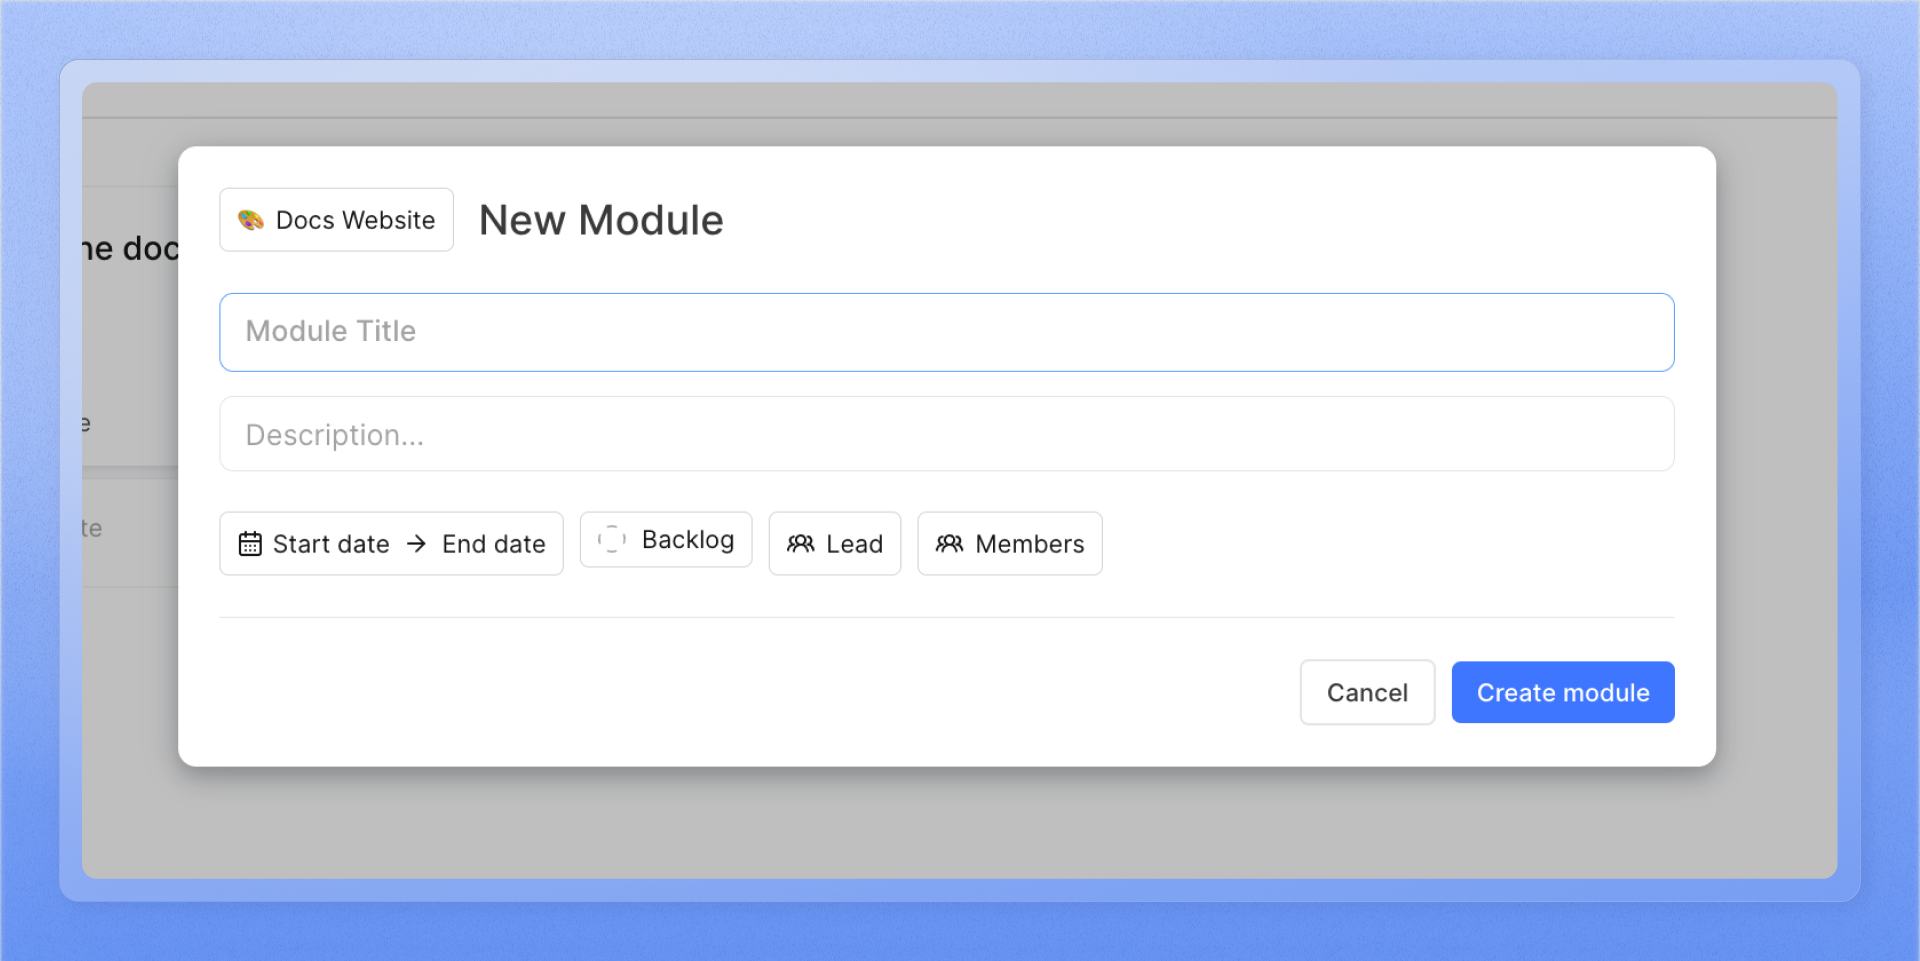 Docs Website New Module
he doc
Module Title
e
Description...
te
Start date → End date Backlog Lead Members
Cancel Create module